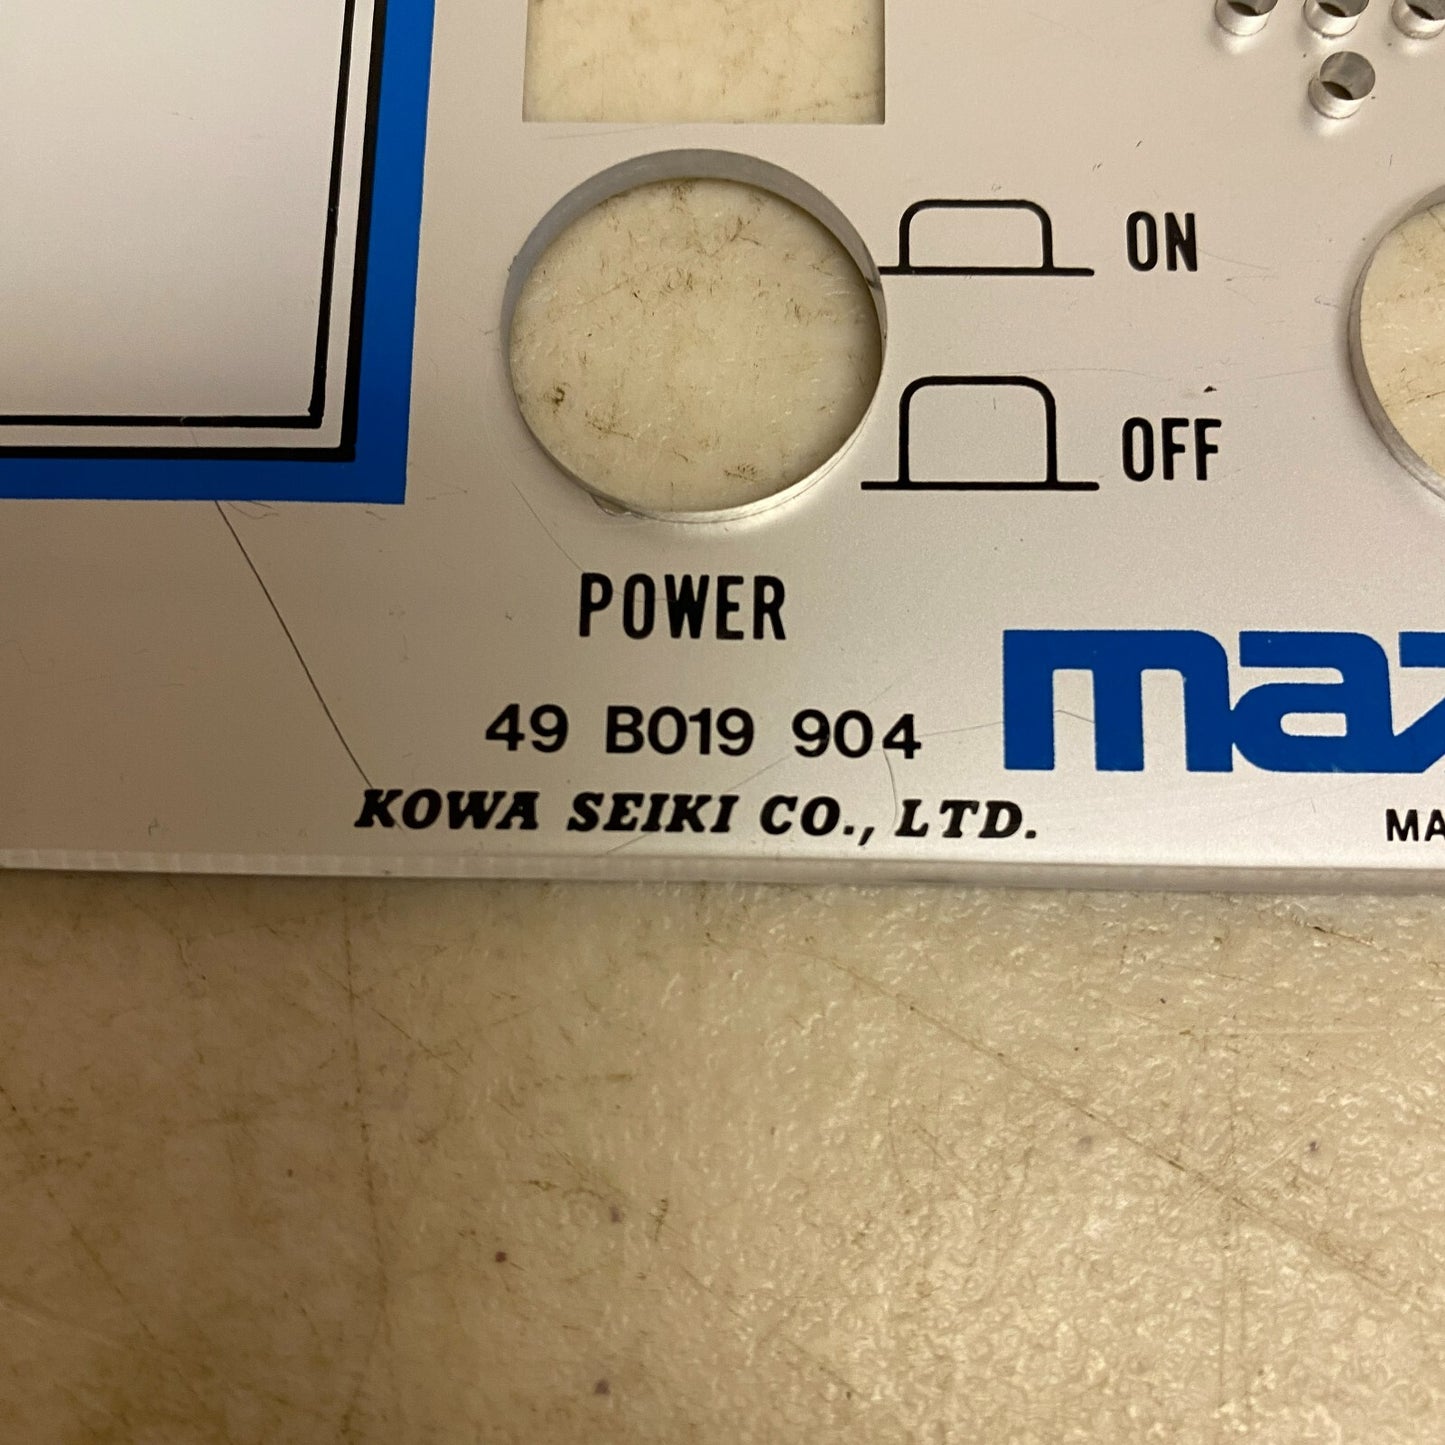 ON
OFF
POWER
49 B019 904
KOWA SEIKI CO., LTD.